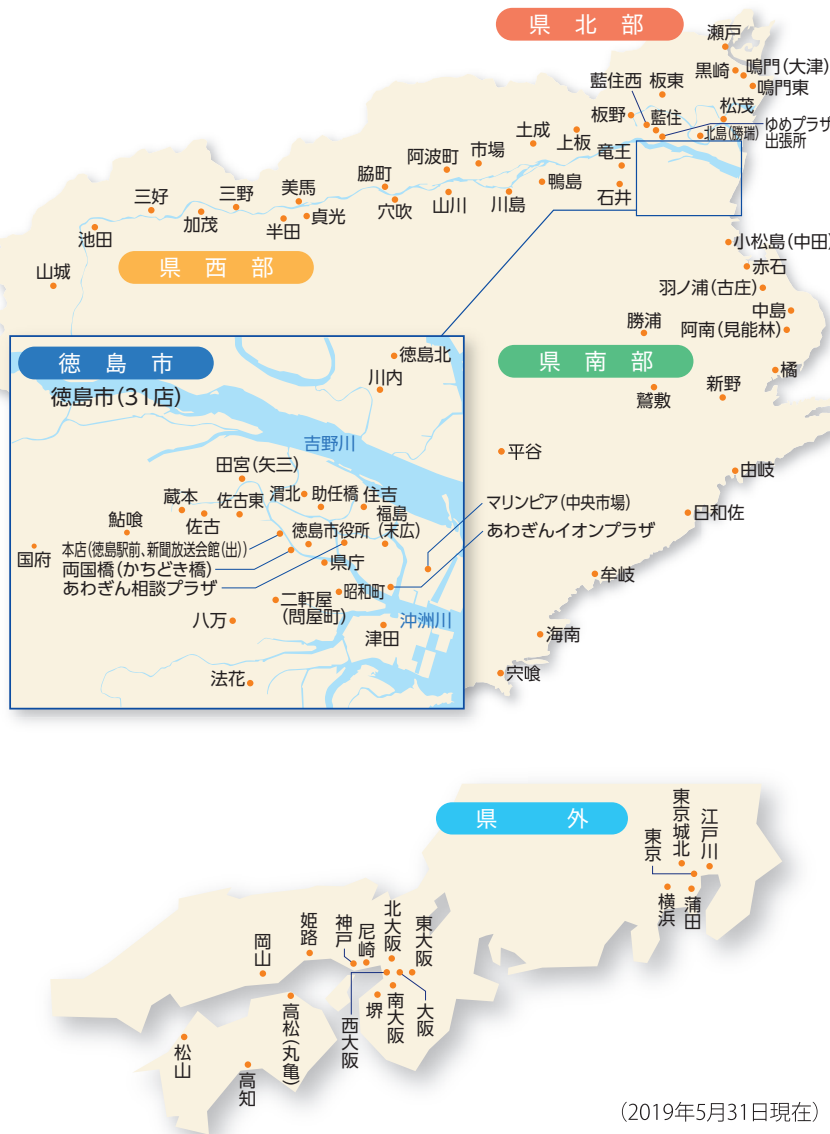 県北部
瀬戸
黒崎
鳴門(大津)
鳴門東
藍住西
板東
松茂
板野
藍住
北島(勝瑞)
ゆめプラザ
出張所
土成
上板
竜王
市場
阿波町
鴨島
石井
脇町
穴吹
山川
川島
美馬
三野
三好
加茂
半田
貞光
池田
山城
県西部
小松島(中田)
赤石
羽ノ浦(古庄)
中島
勝浦
阿南(見能林)
県南部
橘
鷲敷
新野
平谷
由岐
日和佐
牟岐
海南
宍喰
徳島市
徳島市(31店)
徳島北
川内
吉野川
田宮(矢三)
蔵本
佐古東
渭北
助任橋
住吉
鮎喰
佐古
福島
(末広)
徳島市役所
マリンピア(中央市場)
あわぎんイオンプラザ
国府
本店(徳島駅前、新聞放送会館(出))
両国橋(かちどき橋)
あわぎん相談プラザ
県庁
昭和町
二軒屋
(問屋町)
八万
沖洲川
津田
法花
県外
江戸川
東京城北
東京
横浜
蒲田
東大阪
北大阪
尼崎
神戸
姫路
岡山
大阪
南大阪
堺
西大阪
高松(丸亀)
高知
松山
(2019年5月31日現在)